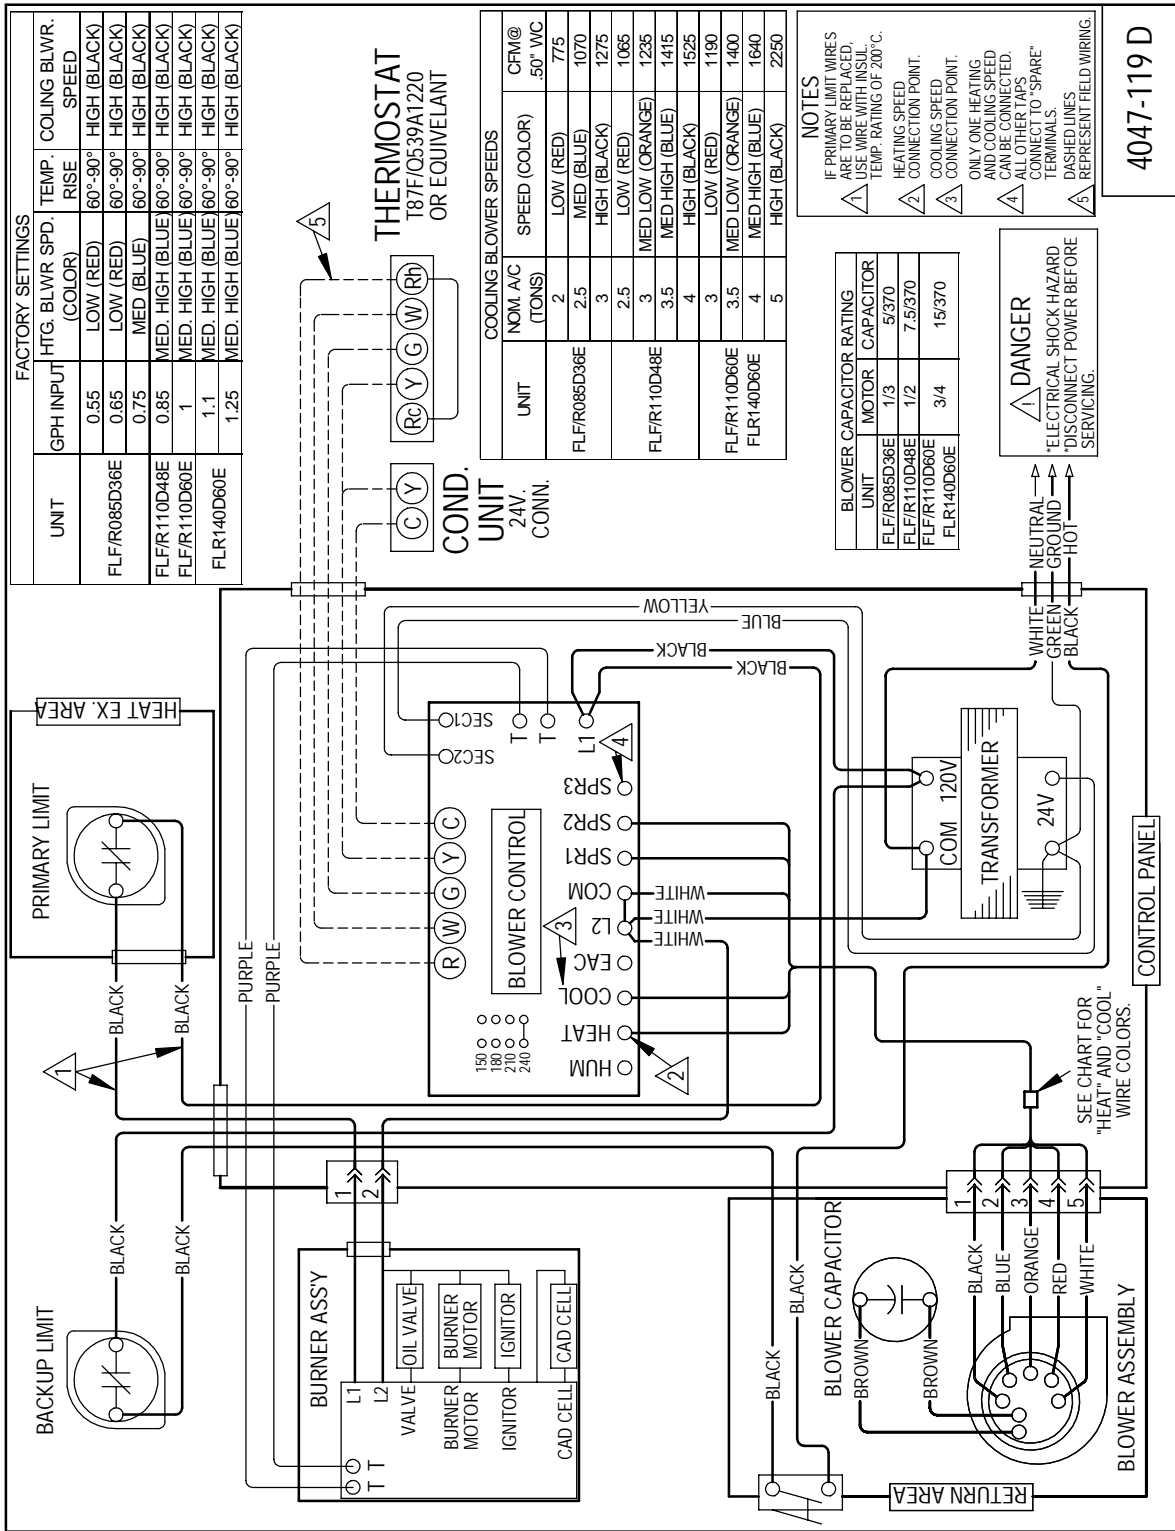 FACTORY SETTINGS
UNIT GPH INPUT HTG. BLWR SPD. (COLOR) TEMP. RISE COLING BLWR. SPEED
FLF/R085D36E 0.55 LOW (RED) 60°-90° HIGH (BLACK)
0.65 LOW (RED) 60°-90° HIGH (BLACK)
0.75 MED (BLUE) 60°-90° HIGH (BLACK)
FLF/R110D48E 0.85 MED. HIGH (BLUE) 60°-90° HIGH (BLACK)
FLF/R110D60E 1 MED. HIGH (BLUE) 60°-90° HIGH (BLACK)
FLR140D60E 1.1 MED. HIGH (BLUE) 60°-90° HIGH (BLACK)
1.25 MED. HIGH (BLUE) 60°-90° HIGH (BLACK)
THERMOSTAT
T87F/Q539A1220
OR EQUIVELANT
Rc Y G W Rh
5
COND.
UNIT
24V.
CONN.
C Y
COOLING BLOWER SPEEDS
UNIT NOM. A/C (TONS) SPEED (COLOR) CFM@ .50" WC
FLF/R085D36E 2 LOW (RED) 775
2.5 MED (BLUE) 1070
3 HIGH (BLACK) 1275
FLF/R110D48E 2.5 LOW (RED) 1065
3 MED LOW (ORANGE) 1235
3.5 MED HIGH (BLUE) 1415
4 HIGH (BLACK) 1525
FLF/R110D60E
FLR140D60E
3 LOW (RED) 1190
3.5 MED LOW (ORANGE) 1400
4 MED HIGH (BLUE) 1640
5 HIGH (BLACK) 2250
BLOWER CAPACITOR RATING
UNIT MOTOR CAPACITOR
FLF/R085D36E 1/3 5/370
FLF/R110D48E 1/2 7.5/370
FLF/R110D60E
FLR140D60E
3/4 15/370
NOTES
1 IF PRIMARY LIMIT WIRES
ARE TO BE REPLACED,
USE WIRE WITH INSUL.
TEMP. RATING OF 200°C.
2 HEATING SPEED
CONNECTION POINT.
3 COOLING SPEED
CONNECTION POINT.
4 ONLY ONE HEATING
AND COOLING SPEED
CAN BE CONNECTED.
ALL OTHER TAPS
CONNECT TO "SPARE"
TERMINALS.
5 DASHED LINES
REPRESENT FIELD WIRING.
! DANGER
*ELECTRICAL SHOCK HAZARD
*DISCONNECT POWER BEFORE
SERVICING.
4047-119 D
BACKUP LIMIT
BLACK
BLACK
PRIMARY LIMIT
HEAT EX. AREA
1
BLACK
BLACK
PURPLE
PURPLE
BURNER ASS'Y
T T
L1
L2
VALVE OIL VALVE
BURNER MOTOR BURNER MOTOR
IGNITOR IGNITOR
CAD CELL CAD CELL
1
2
BLOWER CONTROL
R W G Y C
SEC2
SEC1
T
T
L1
150
180
210
240
HUM
HEAT
COOL
EAC
L2
COM
SPR1
SPR2
SPR3
2
3
4
WHITE
WHITE
WHITE
YELLOW
BLUE
BLACK
BLACK
COM 120V
TRANSFORMER
24V
WHITE NEUTRAL
GREEN GROUND
BLACK HOT
CONTROL PANEL
SEE CHART FOR
"HEAT" AND "COOL"
WIRE COLORS.
BLACK
BLACK
BLOWER CAPACITOR
BROWN
BROWN
1
2
3
4
5
BLACK
BLUE
ORANGE
RED
WHITE
BLOWER ASSEMBLY
RETURN AREA